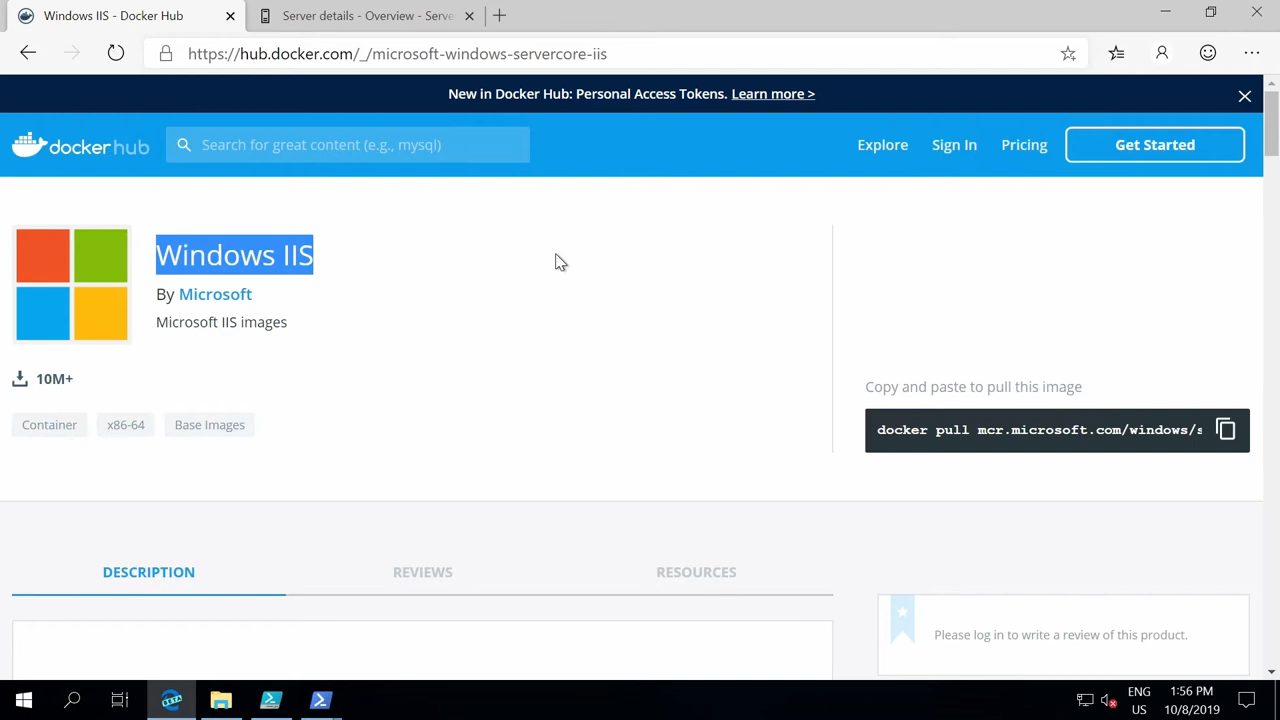 Windows IIS - Docker Hub
Server details - Overview - Serve
https://hub.docker.com/_/microsoft-windows-servercore-iis
New in Docker Hub: Personal Access Tokens. Learn more >
docker hub
Search for great content (e.g., mysql)
Explore
Sign In
Pricing
Get Started
Windows IIS
By Microsoft
Microsoft IIS images
10M+
Container
x86-64
Base Images
Copy and paste to pull this image
docker pull mcr.microsoft.com/windows/s
DESCRIPTION
REVIEWS
RESOURCES
Please log in to write a review of this product.
ENG
US
1:56 PM
10/8/2019